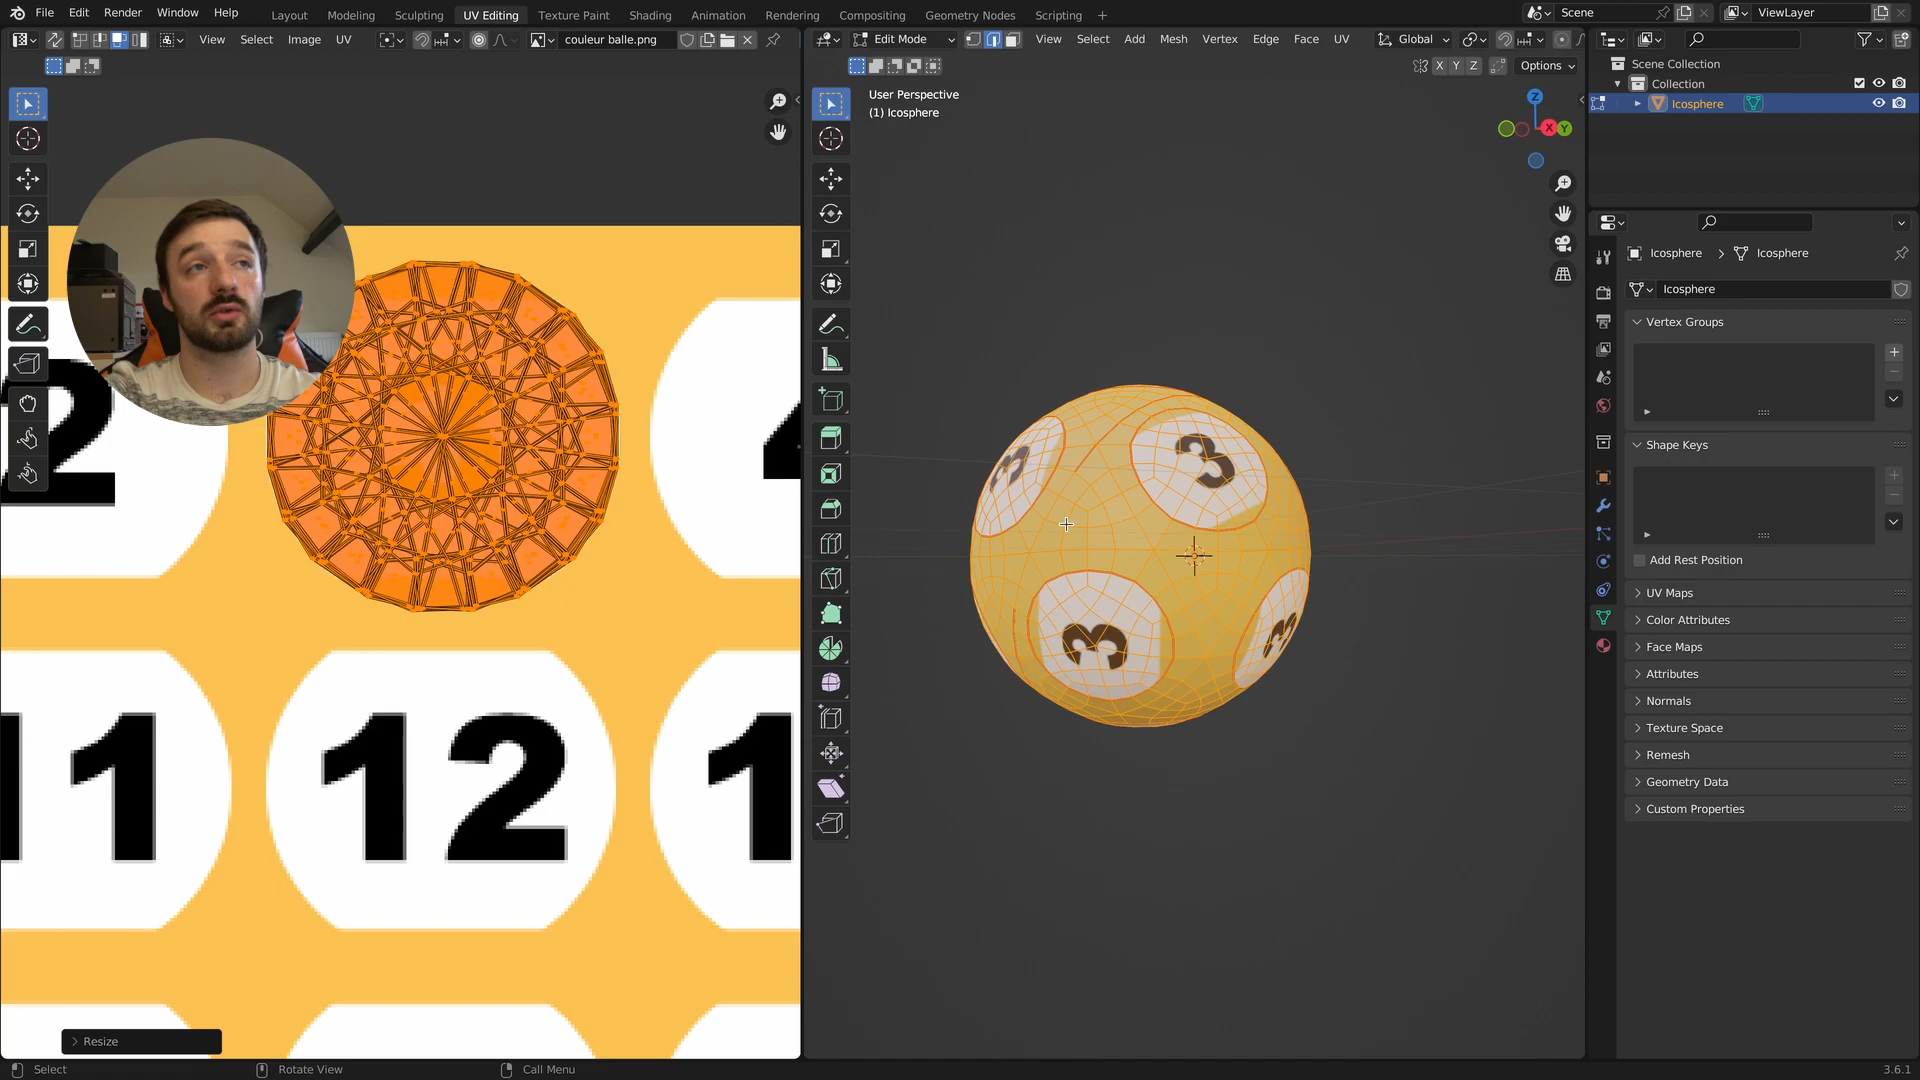 File Edit Render Window Help Layout Modeling Sculpting UV Editing Texture Paint Shading Animation Rendering Compositing Geometry Nodes Scripting + Scene ViewLayer
View Select Image UV couleur balle.png Edit Mode View Select Add Mesh Vertex Edge Face UV Global
X Y Z Options
Scene Collection
Collection
Icosphere
User Perspective
(1) Icosphere
Z
X Y
Icosphere > Icosphere
Icosphere
Vertex Groups
Shape Keys
Add Rest Position
UV Maps
Color Attributes
Face Maps
Attributes
Normals
Texture Space
Remesh
Geometry Data
Custom Properties
2 4
3 3
3 3
11 12 1
Resize
Select Rotate View Call Menu 3.6.1